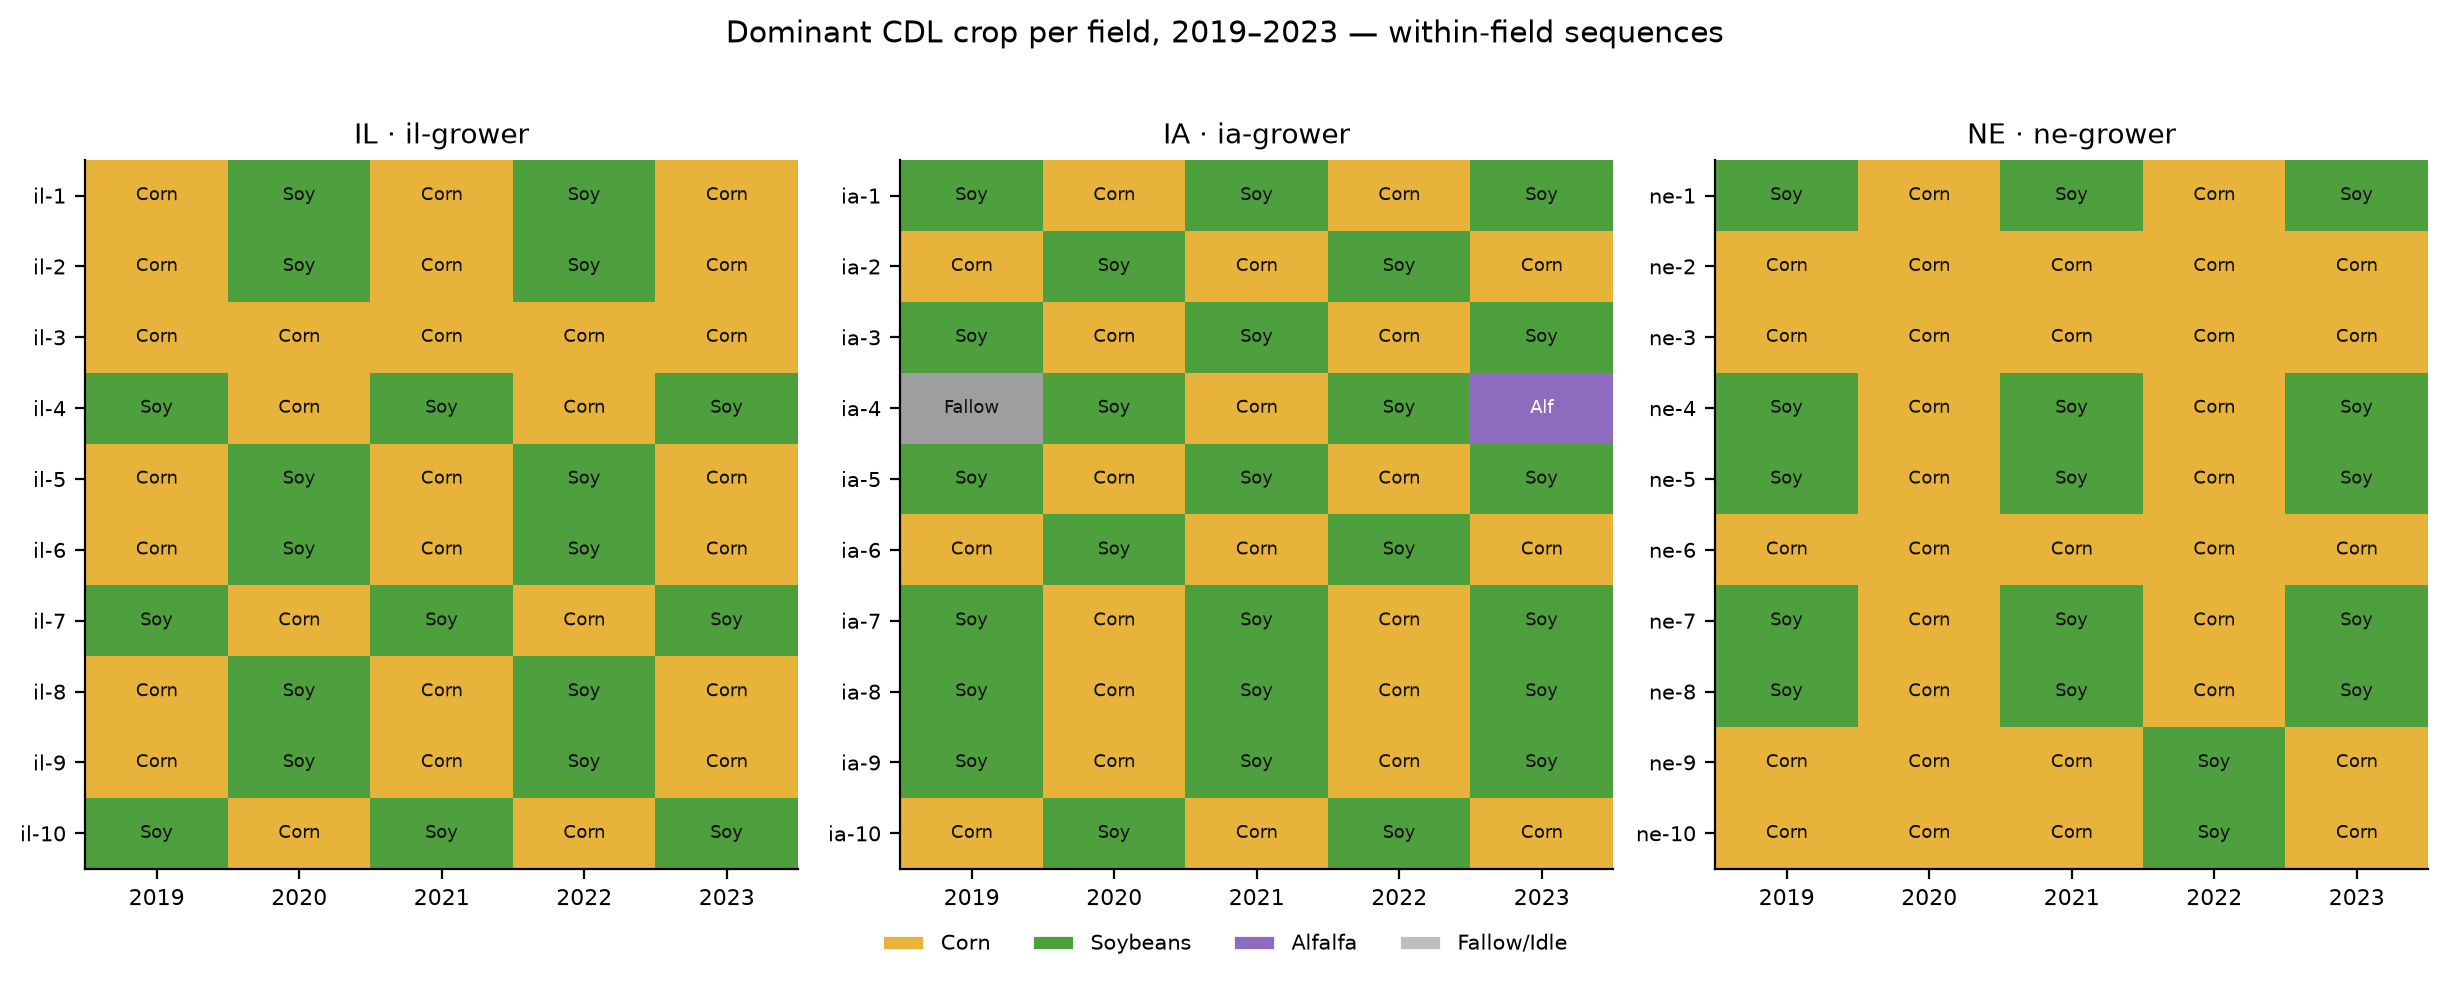 Dominant CDL crop per field, 2019–2023 — within-field sequences
IL · il-grower
il-1 Corn Soy Corn Soy Corn
il-2 Corn Soy Corn Soy Corn
il-3 Corn Corn Corn Corn Corn
il-4 Soy Corn Soy Corn Soy
il-5 Corn Soy Corn Soy Corn
il-6 Corn Soy Corn Soy Corn
il-7 Soy Corn Soy Corn Soy
il-8 Corn Soy Corn Soy Corn
il-9 Corn Soy Corn Soy Corn
il-10 Soy Corn Soy Corn Soy
2019 2020 2021 2022 2023
IA · ia-grower
ia-1 Soy Corn Soy Corn Soy
ia-2 Corn Soy Corn Soy Corn
ia-3 Soy Corn Soy Corn Soy
ia-4 Fallow Soy Corn Soy Alf
ia-5 Soy Corn Soy Corn Soy
ia-6 Corn Soy Corn Soy Corn
ia-7 Soy Corn Soy Corn Soy
ia-8 Soy Corn Soy Corn Soy
ia-9 Soy Corn Soy Corn Soy
ia-10 Corn Soy Corn Soy Corn
2019 2020 2021 2022 2023
NE · ne-grower
ne-1 Soy Corn Soy Corn Soy
ne-2 Corn Corn Corn Corn Corn
ne-3 Corn Corn Corn Corn Corn
ne-4 Soy Corn Soy Corn Soy
ne-5 Soy Corn Soy Corn Soy
ne-6 Corn Corn Corn Corn Corn
ne-7 Soy Corn Soy Corn Soy
ne-8 Soy Corn Soy Corn Soy
ne-9 Corn Corn Corn Soy Corn
ne-10 Corn Corn Corn Soy Corn
2019 2020 2021 2022 2023
Corn Soybeans Alfalfa Fallow/Idle